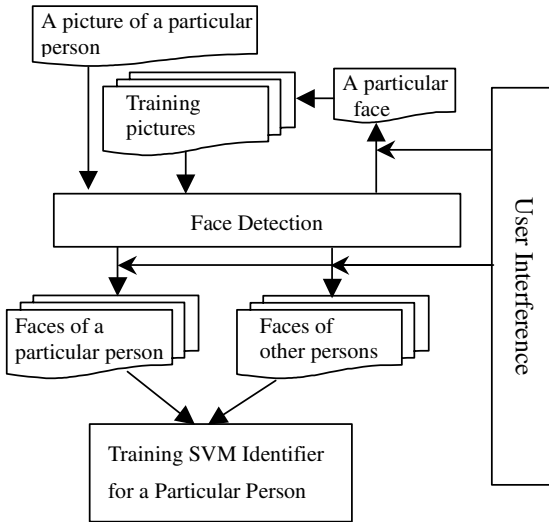 A picture of a particular
person
Training
pictures
A particular
face
Face Detection
User Interference
Faces of a
particular person
Faces of
other persons
Training SVM Identifier
for a Particular Person